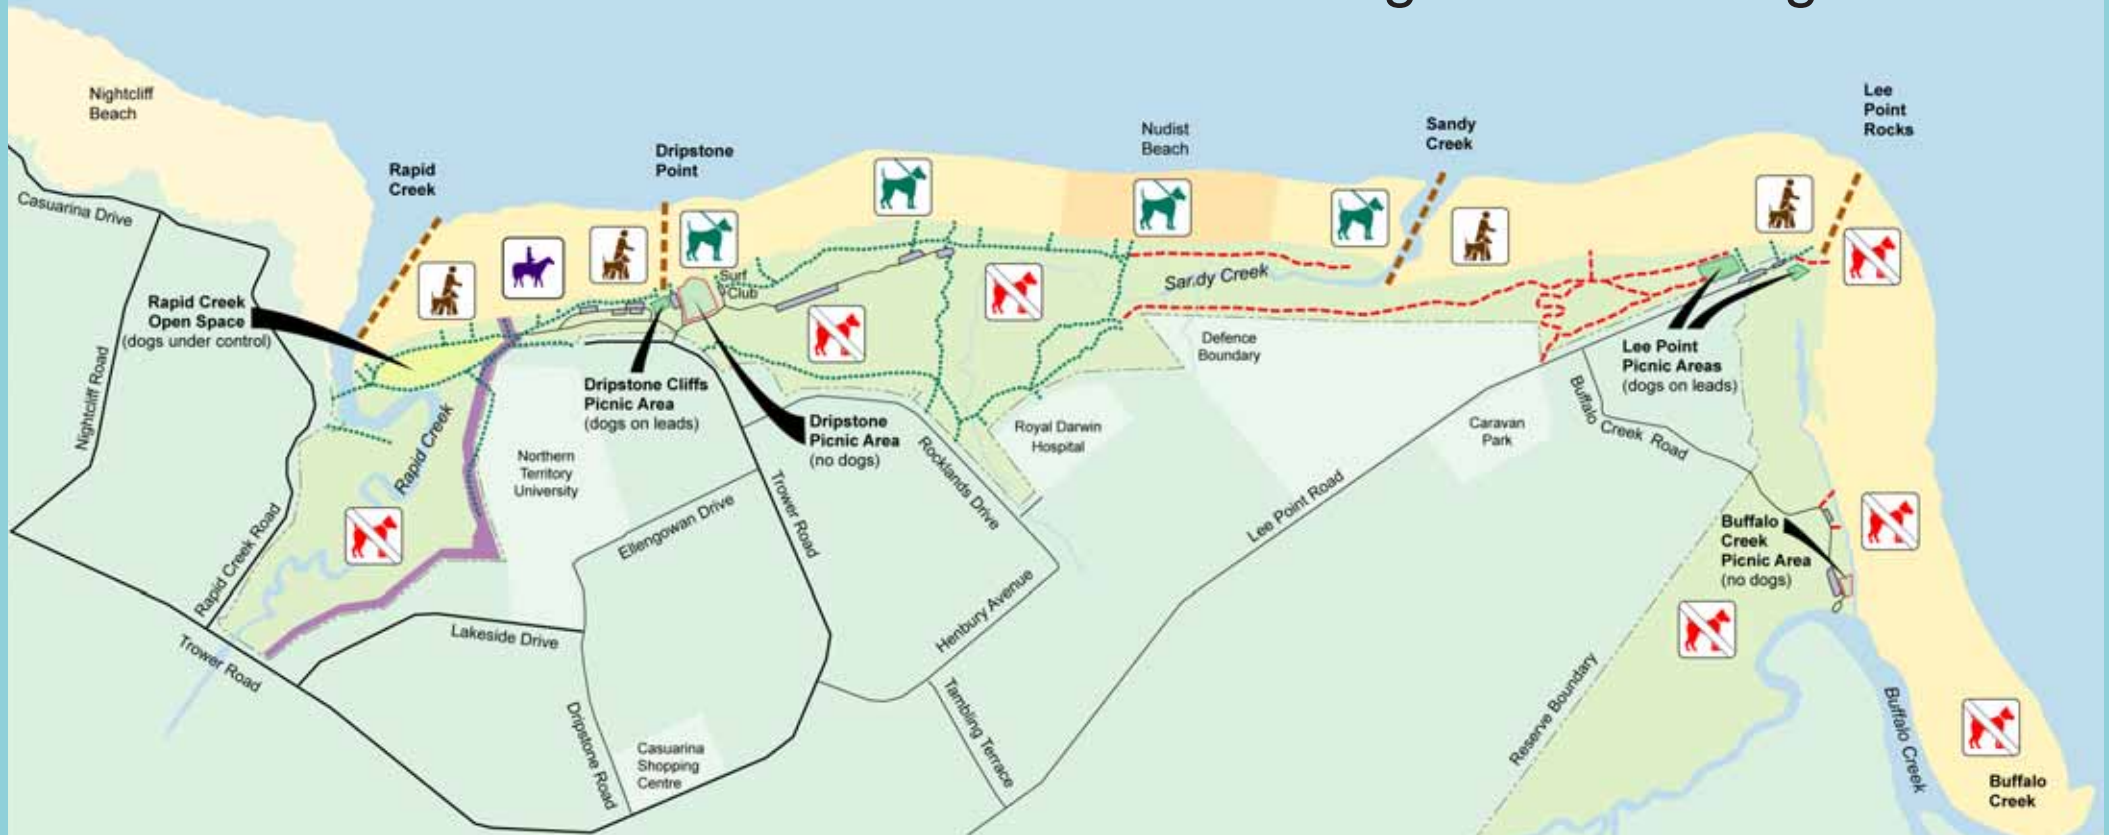 Nightcliff
Beach
Casuarina Drive
Rapid
Creek
Dripstone
Point
Nudist
Beach
Sandy
Creek
Lee
Point
Rocks
Surf
Club
Sandy Creek
Rapid Creek
Open Space
(dogs under control)
Nightcliff Road
Rapid Creek
Rapid Creek Road
Northern
Territory
University
Dripstone Cliffs
Picnic Area
(dogs on leads)
Dripstone
Picnic Area
(no dogs)
Defence
Boundary
Royal Darwin
Hospital
Caravan
Park
Lee Point
Picnic Areas
(dogs on leads)
Buffalo Creek Road
Rocklands Drive
Ellengowan Drive
Trower Road
Lee Point Road
Buffalo
Creek
Picnic Area
(no dogs)
Henbury Avenue
Lakeside Drive
Trower Road
Tambling Terrace
Dripstone Road
Casuarina
Shopping
Centre
Reserve Boundary
Buffalo Creek
Buffalo
Creek